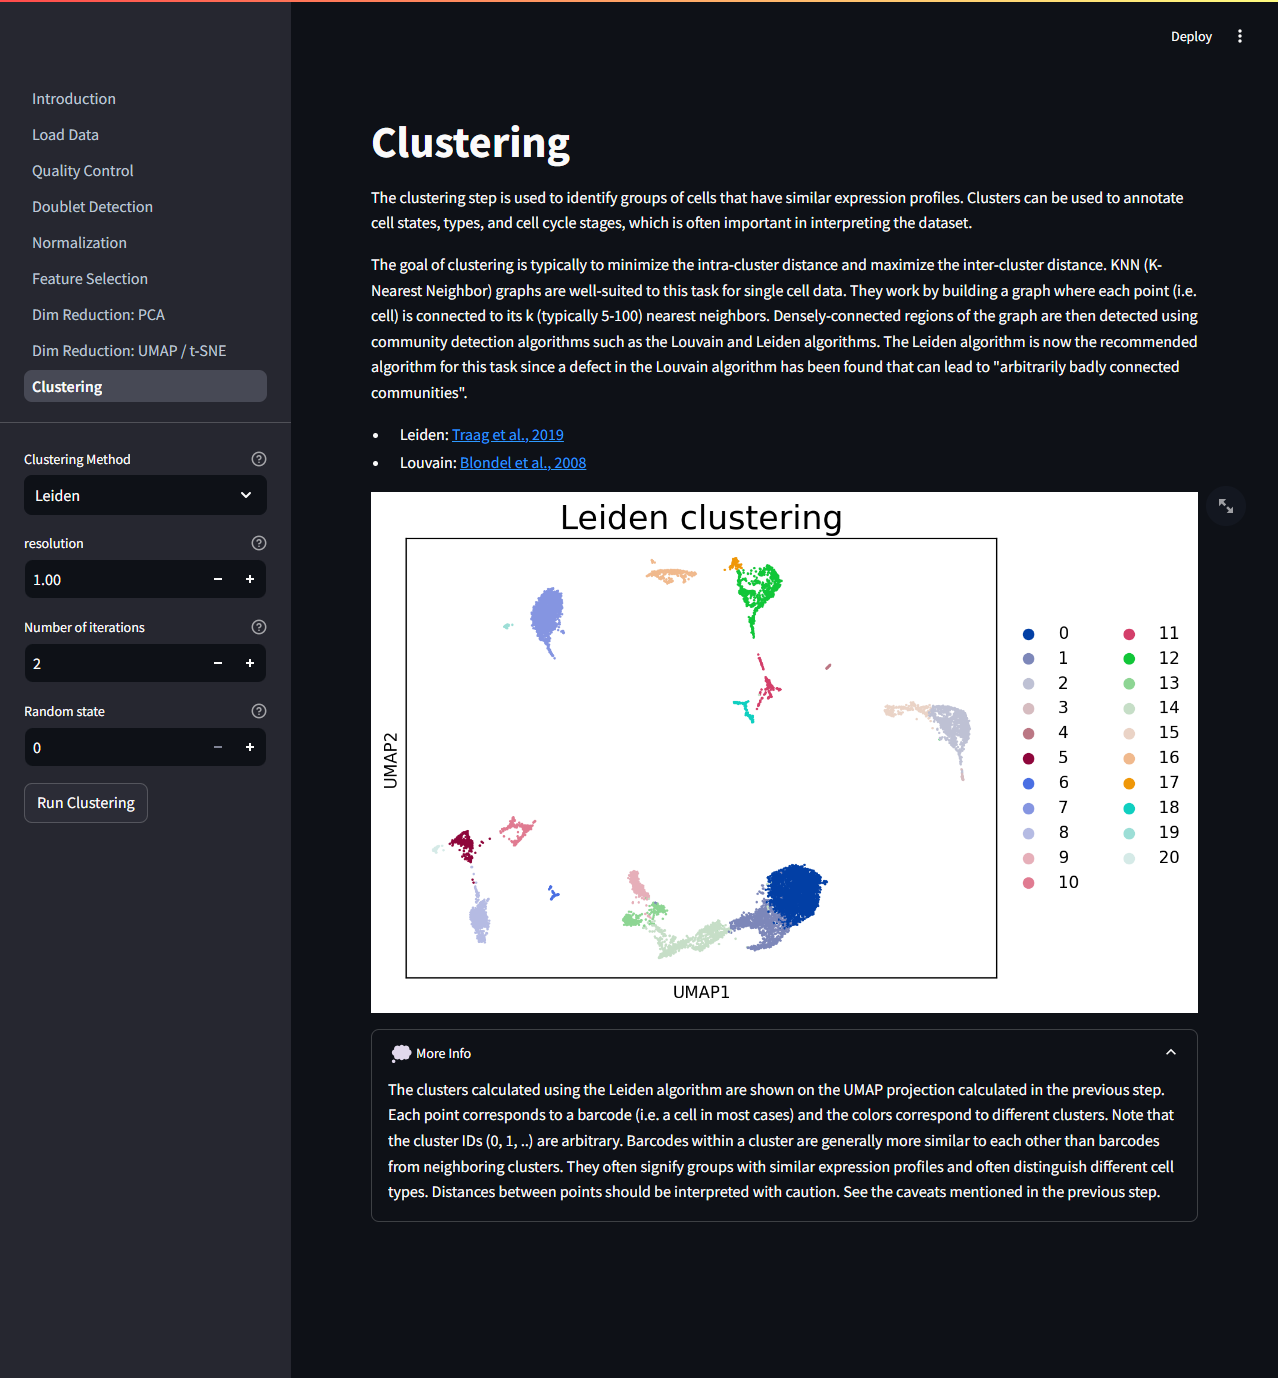 Deploy
Introduction
Load Data
Quality Control
Doublet Detection
Normalization
Feature Selection
Dim Reduction: PCA
Dim Reduction: UMAP / t-SNE
Clustering
Clustering Method
Leiden
resolution
1.00
Number of iterations
2
Random state
0
Run Clustering
Clustering
The clustering step is used to identify groups of cells that have similar expression profiles. Clusters can be used to annotate
cell states, types, and cell cycle stages, which is often important in interpreting the dataset.
The goal of clustering is typically to minimize the intra-cluster distance and maximize the inter-cluster distance. KNN (K-
Nearest Neighbor) graphs are well-suited to this task for single cell data. They work by building a graph where each point (i.e.
cell) is connected to its k (typically 5-100) nearest neighbors. Densely-connected regions of the graph are then detected using
community detection algorithms such as the Louvain and Leiden algorithms. The Leiden algorithm is now the recommended
algorithm for this task since a defect in the Louvain algorithm has been found that can lead to "arbitrarily badly connected
communities".
• Leiden: Traag et al., 2019
• Louvain: Blondel et al., 2008
Leiden clustering
UMAP2
UMAP1
0
1
2
3
4
5
6
7
8
9
10
11
12
13
14
15
16
17
18
19
20
More Info
The clusters calculated using the Leiden algorithm are shown on the UMAP projection calculated in the previous step.
Each point corresponds to a barcode (i.e. a cell in most cases) and the colors correspond to different clusters. Note that
the cluster IDs (0, 1, ..) are arbitrary. Barcodes within a cluster are generally more similar to each other than barcodes
from neighboring clusters. They often signify groups with similar expression profiles and often distinguish different cell
types. Distances between points should be interpreted with caution. See the caveats mentioned in the previous step.